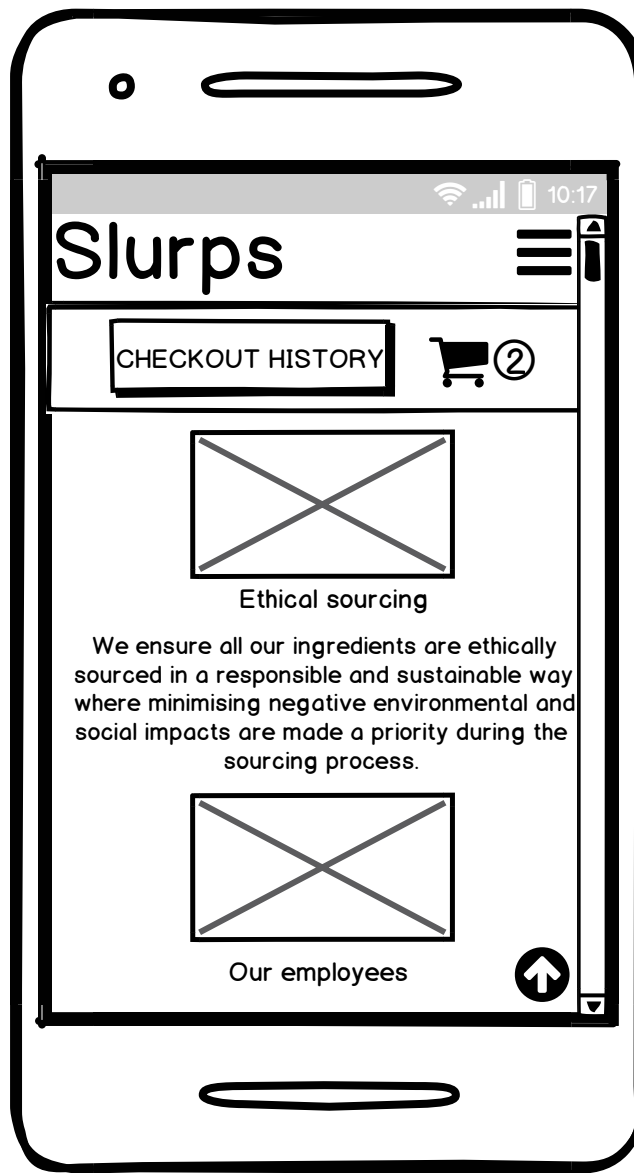 10:17
Slurps
CHECKOUT HISTORY 2
Ethical sourcing
We ensure all our ingredients are ethically
sourced in a responsible and sustainable way
where minimising negative environmental and
social impacts are made a priority during the
sourcing process.
Our employees